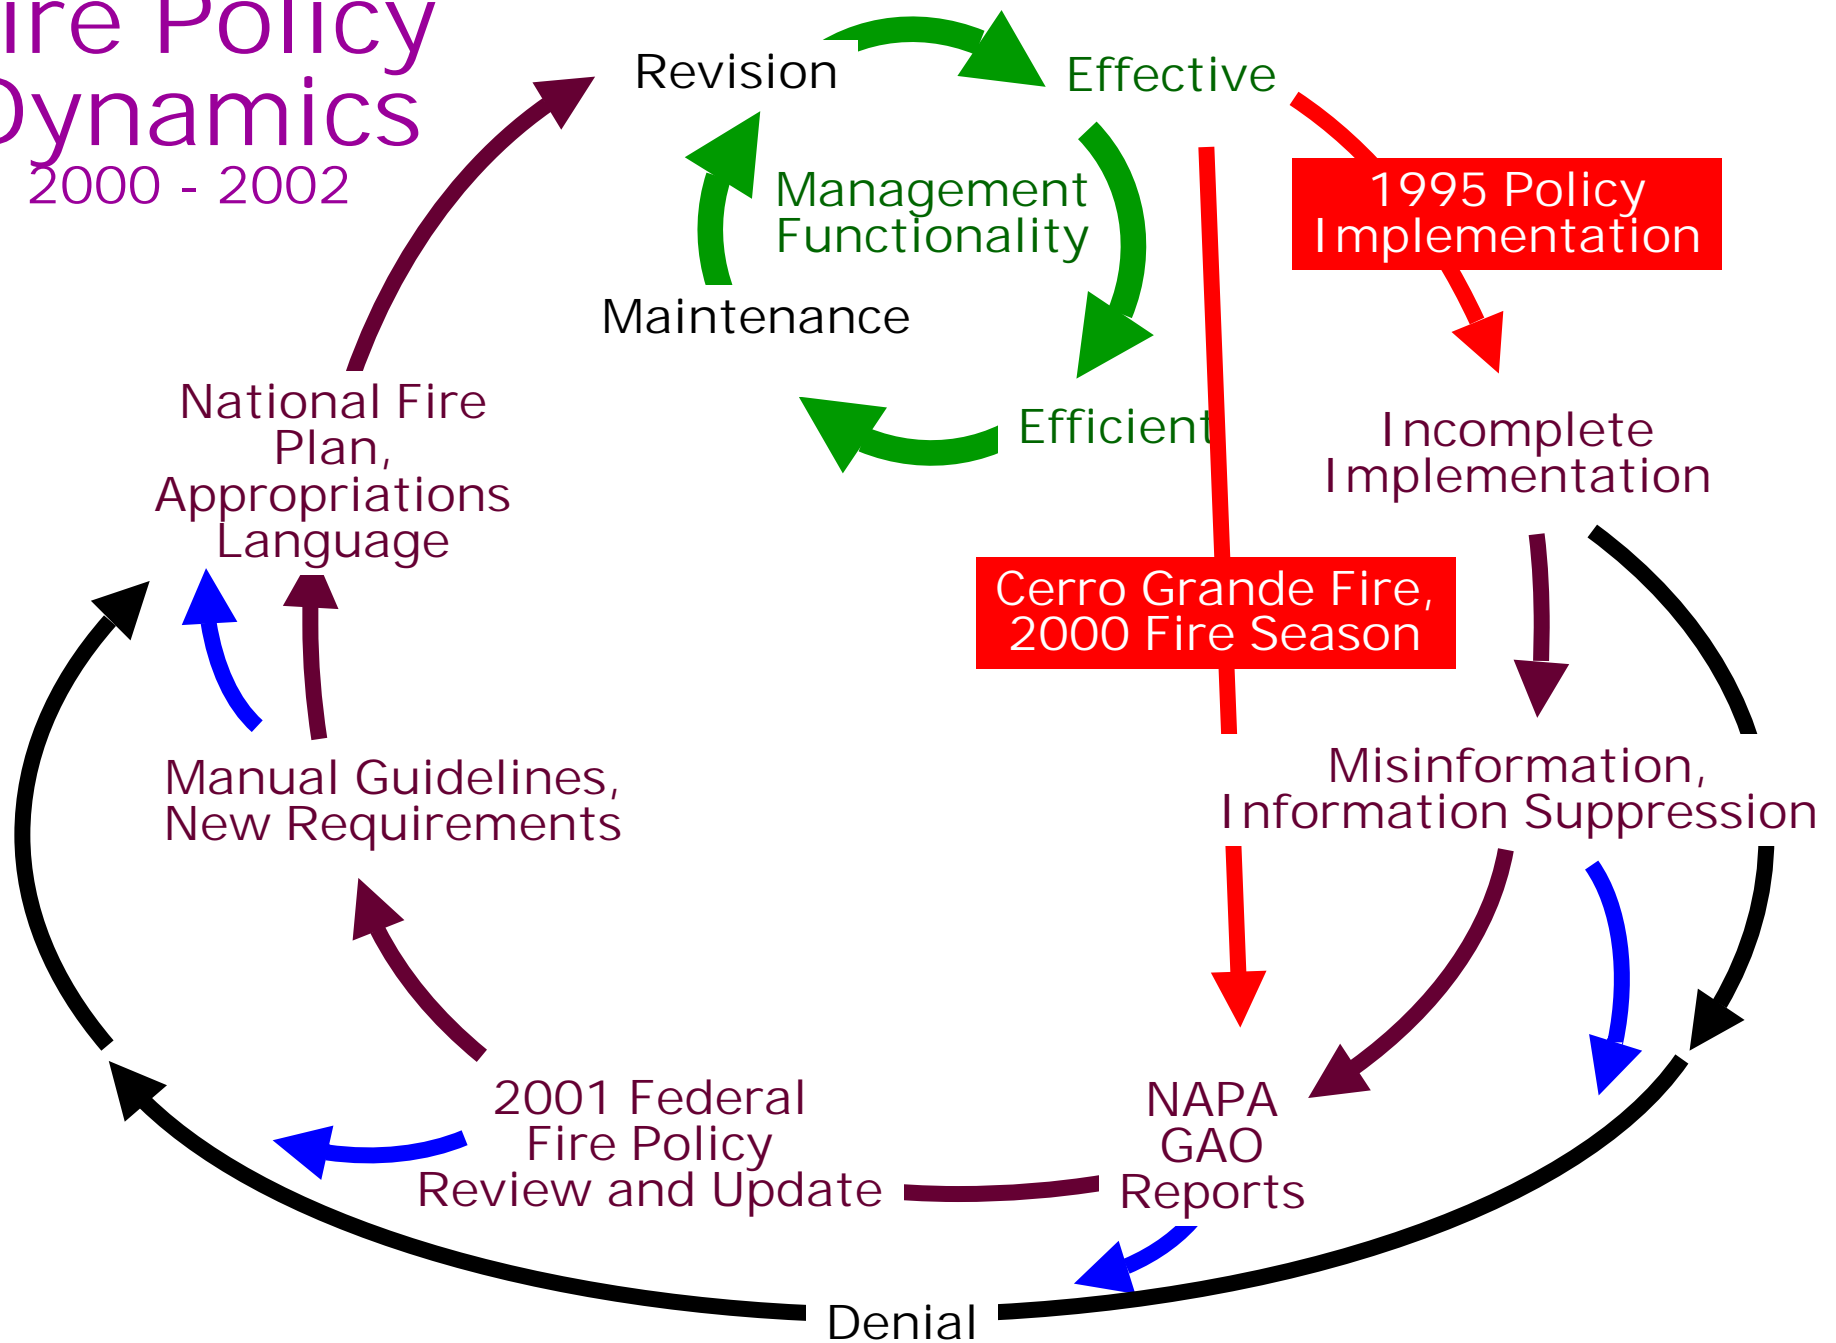 ire Policy
Dynamics
2000 - 2002
Revision
Effective
Management
Functionality
1995 Policy
Implementation
Maintenance
Efficient
National Fire
Plan,
Appropriations
Language
Incomplete
Implementation
Cerro Grande Fire,
2000 Fire Season
Manual Guidelines,
New Requirements
Misinformation,
Information Suppression
2001 Federal
Fire Policy
Review and Update
NAPA
GAO
Reports
Denial